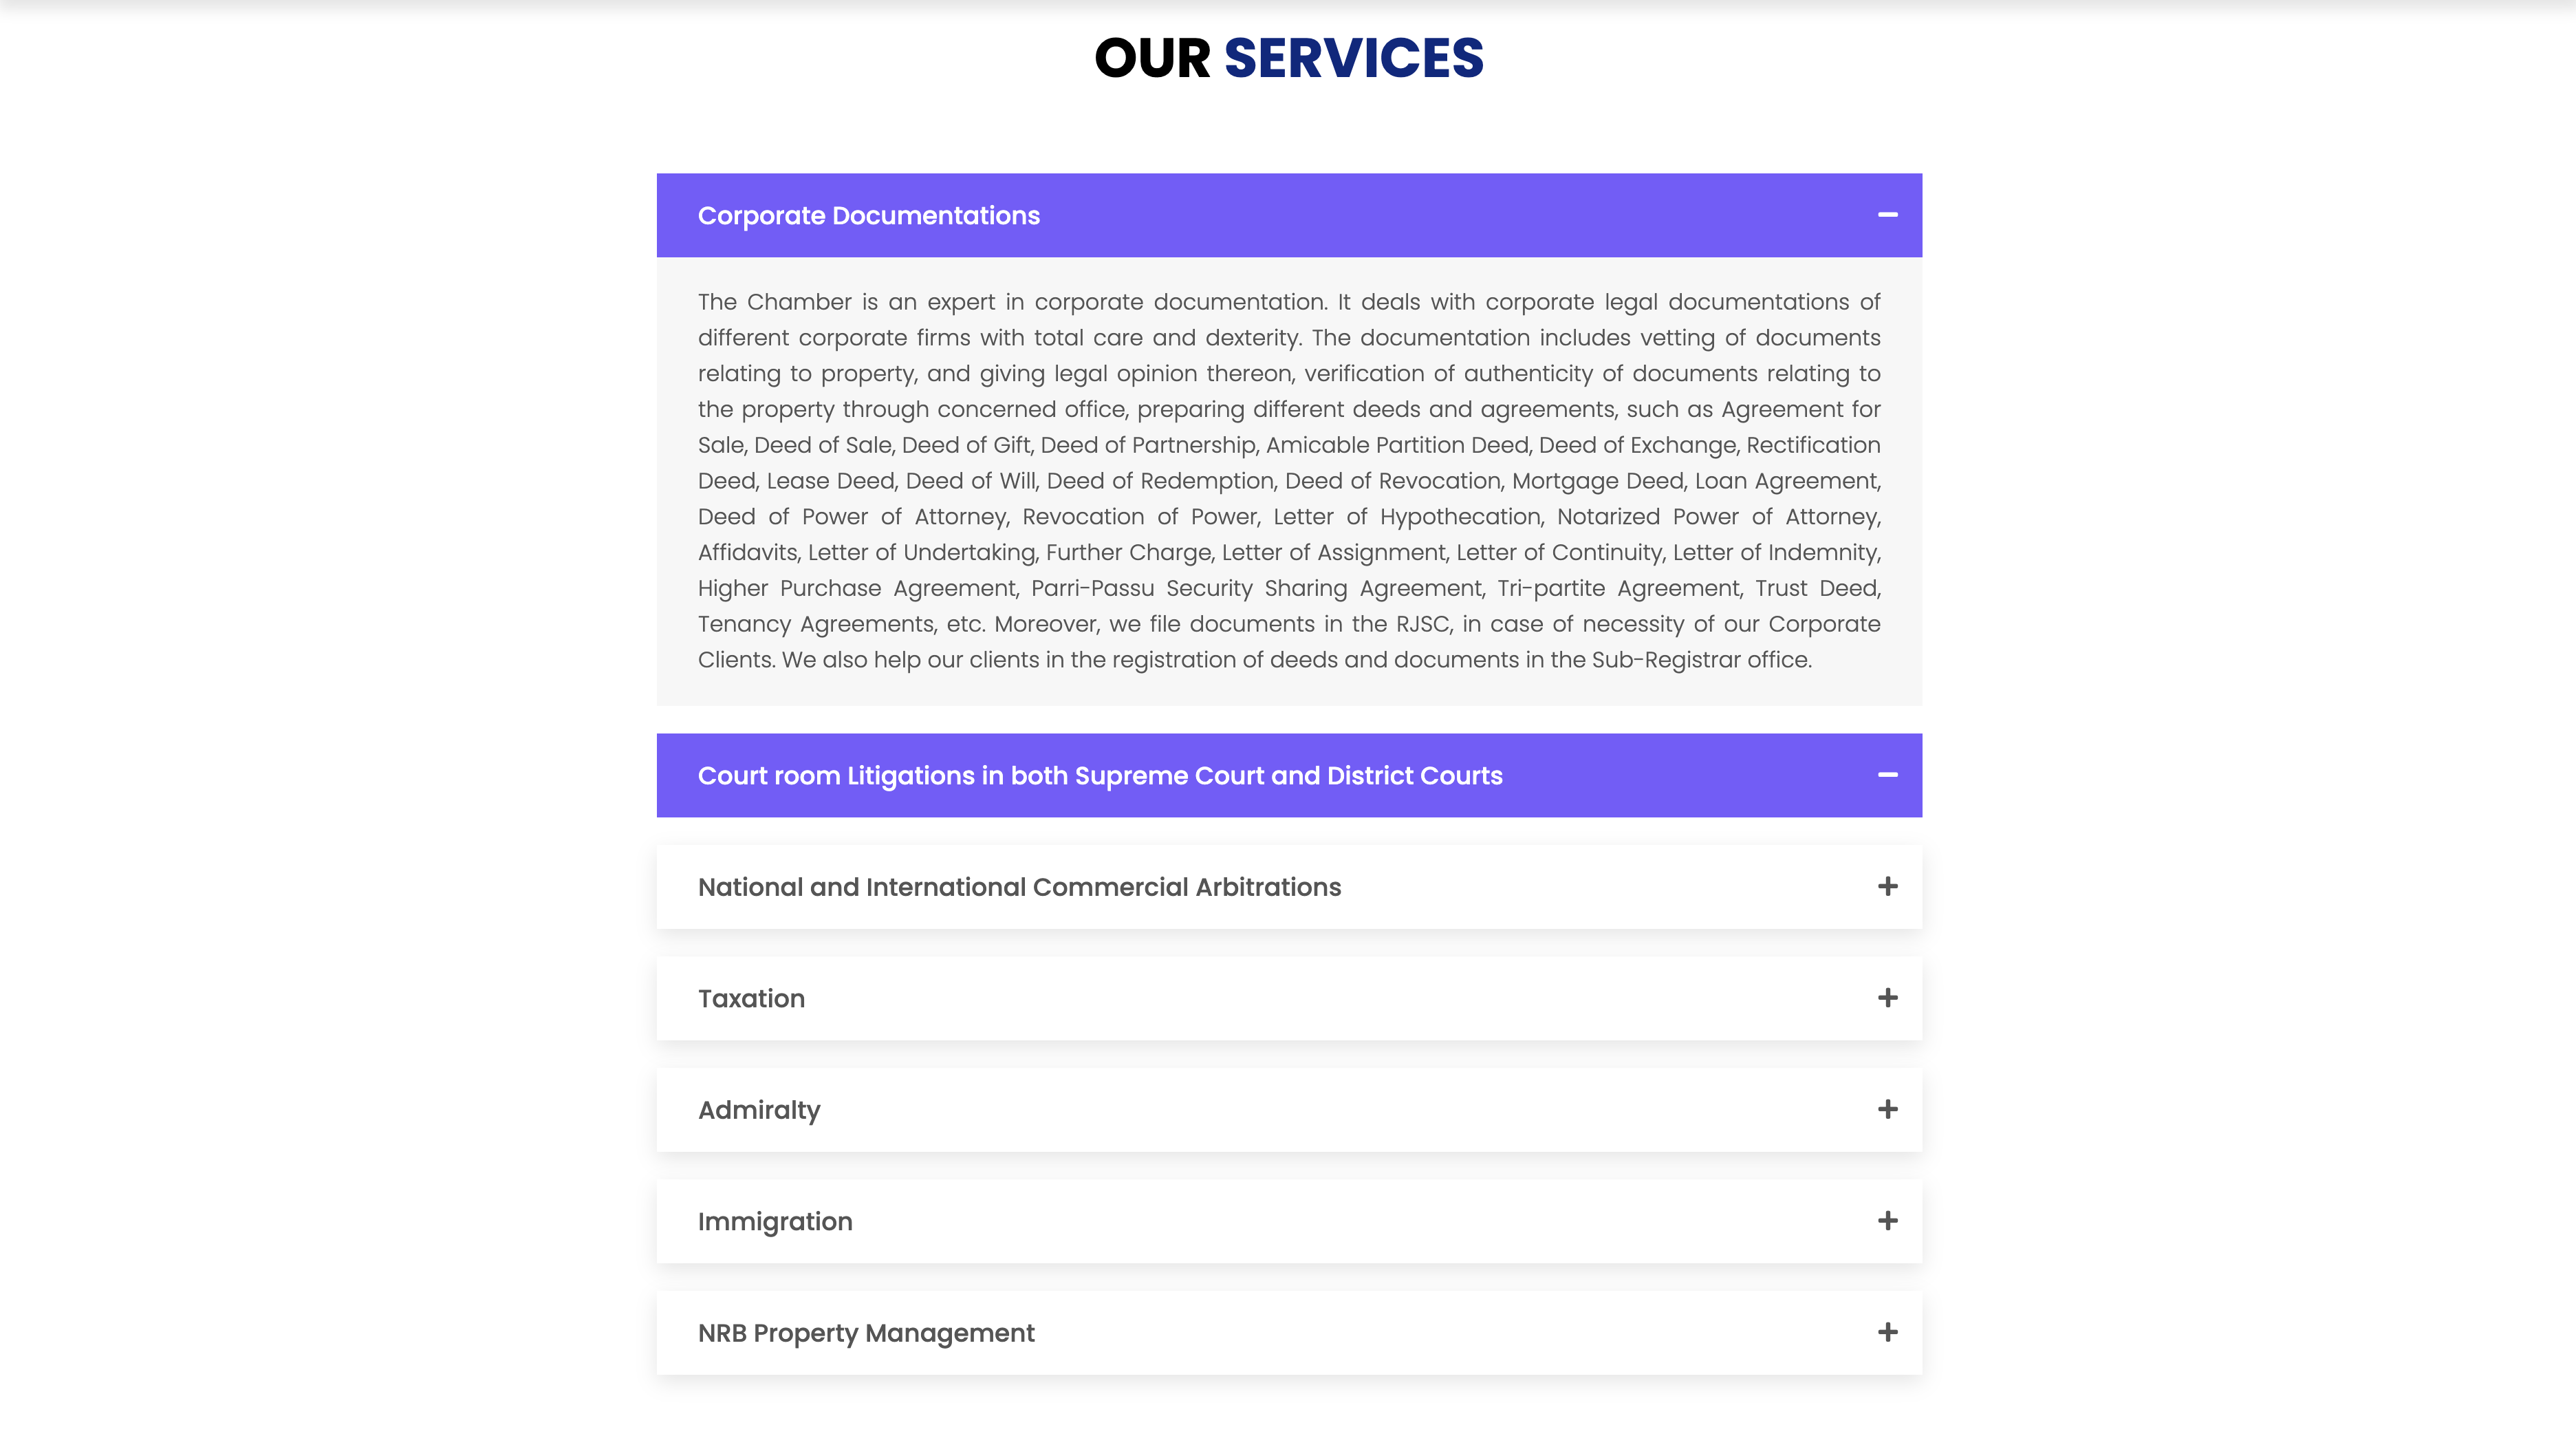 OUR SERVICES
Corporate Documentations
The Chamber is an expert in corporate documentation. It deals with corporate legal documentations of
different corporate firms with total care and dexterity. The documentation includes vetting of documents
relating to property, and giving legal opinion thereon, verification of authenticity of documents relating to
the property through concerned office, preparing different deeds and agreements, such as Agreement for
Sale, Deed of Sale, Deed of Gift, Deed of Partnership, Amicable Partition Deed, Deed of Exchange, Rectification
Deed, Lease Deed, Deed of Will, Deed of Redemption, Deed of Revocation, Mortgage Deed, Loan Agreement,
Deed of Power of Attorney, Revocation of Power, Letter of Hypothecation, Notarized Power of Attorney,
Affidavits, Letter of Undertaking, Further Charge, Letter of Assignment, Letter of Continuity, Letter of Indemnity,
Higher Purchase Agreement, Parri-Passu Security Sharing Agreement, Tri-partite Agreement, Trust Deed,
Tenancy Agreements, etc. Moreover, we file documents in the RJSC, in case of necessity of our Corporate
Clients. We also help our clients in the registration of deeds and documents in the Sub-Registrar office.
Court room Litigations in both Supreme Court and District Courts
National and International Commercial Arbitrations
Taxation
Admiralty
Immigration
NRB Property Management